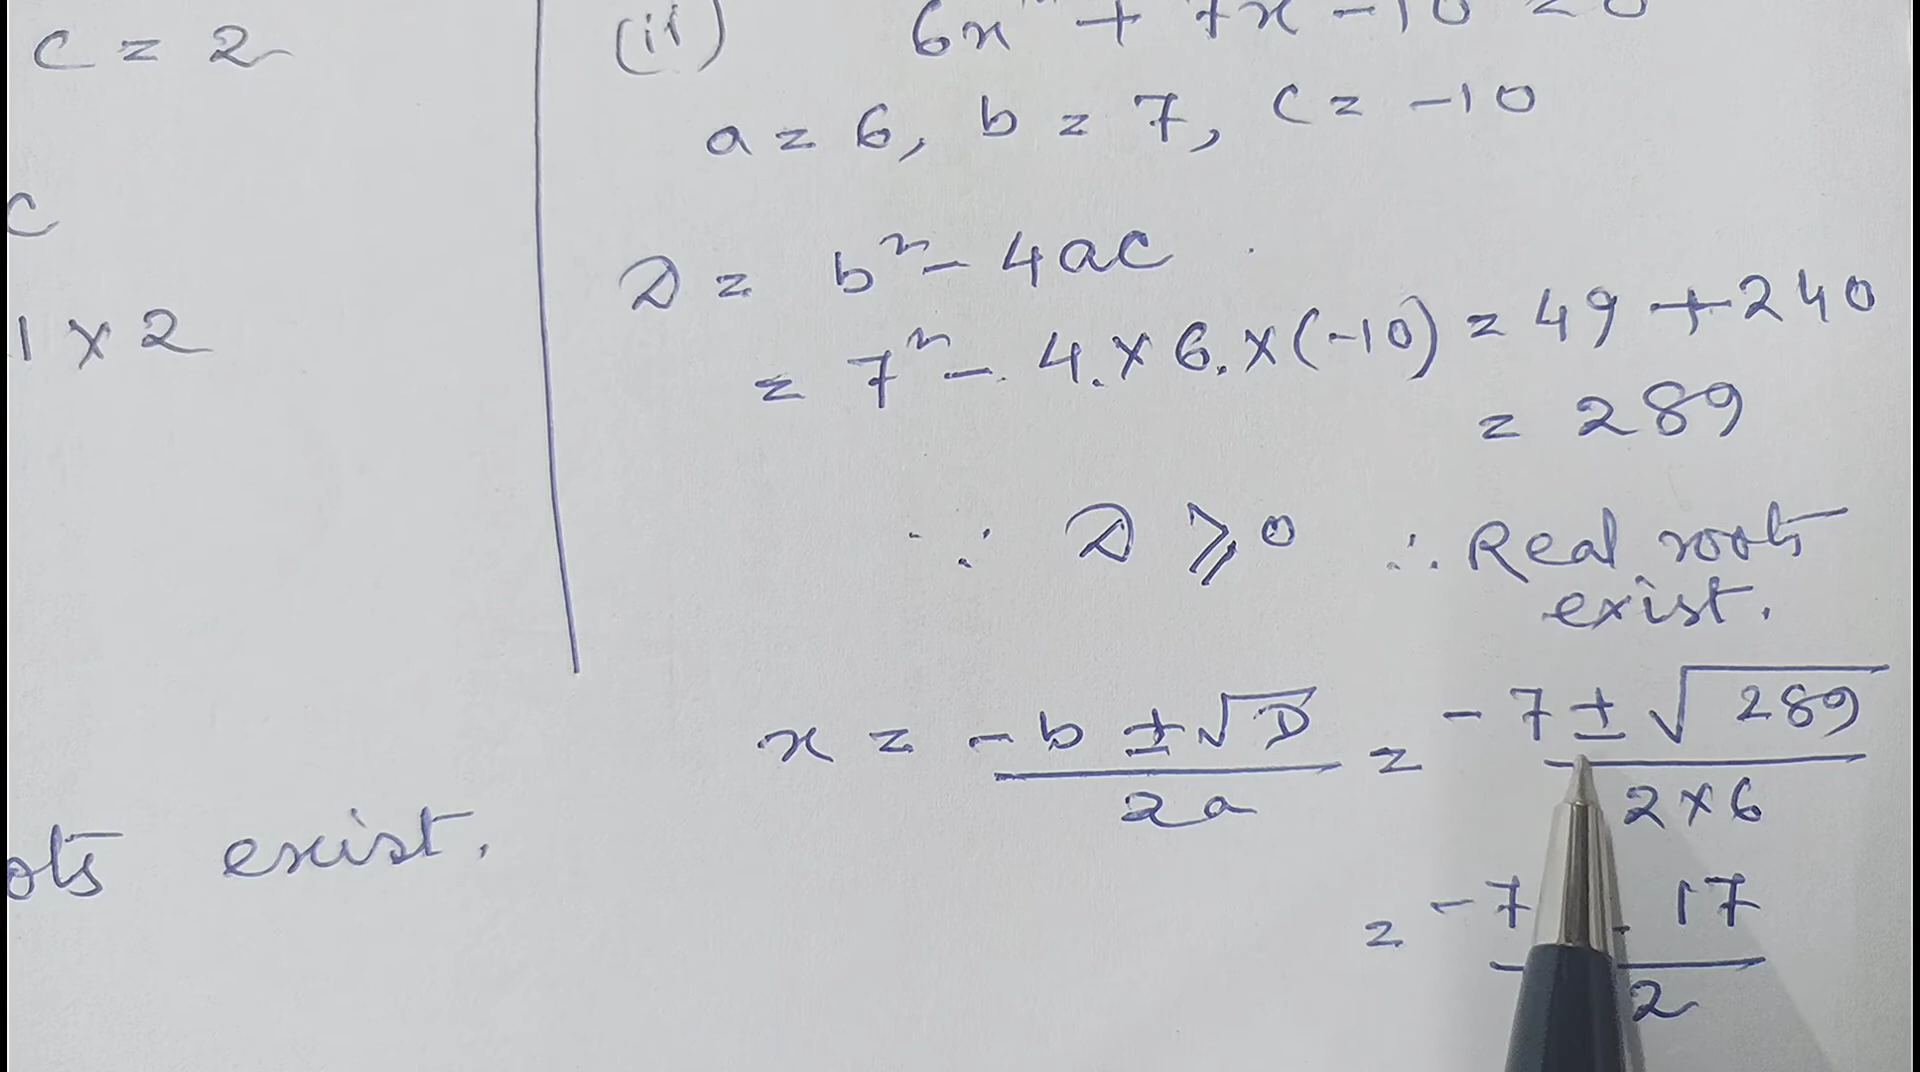 c = 2
c
1 × 2
ots exist.
(ii) 6x² + 7x - 10 = 0
a = 6, b = 7, c = -10
D = b² - 4ac
= 7² - 4 × 6 × (-10) = 49 + 240
= 289
∵ D ⩾ 0 ∴ Real roots
exist.
x = -b ± √D / 2a = -7 ± √289 / 2 × 6
= -7 17 / 2